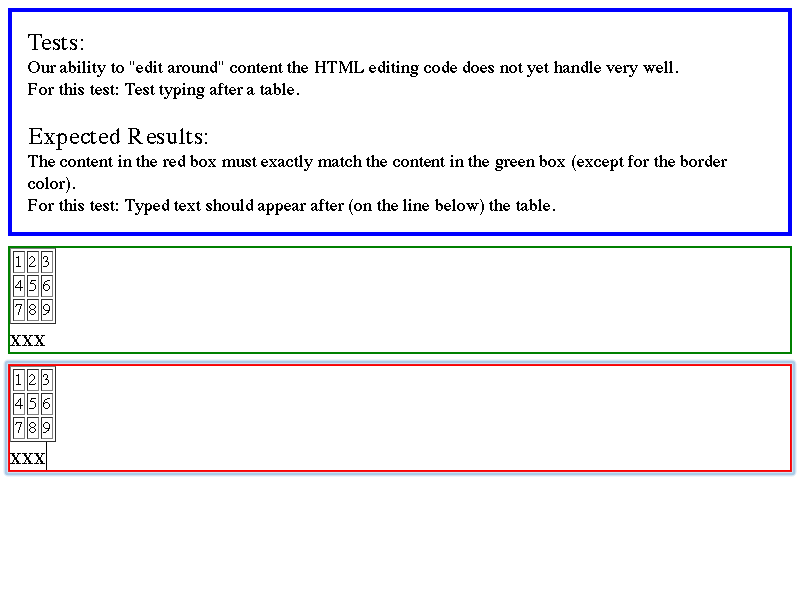 Tests:
Our ability to "edit around" content the HTML editing code does not yet handle very well.
For this test: Test typing after a table.
Expected Results:
The content in the red box must exactly match the content in the green box (except for the border
color).
For this test: Typed text should appear after (on the line below) the table.
1 2 3
4 5 6
7 8 9
xxx
1 2 3
4 5 6
7 8 9
xxx